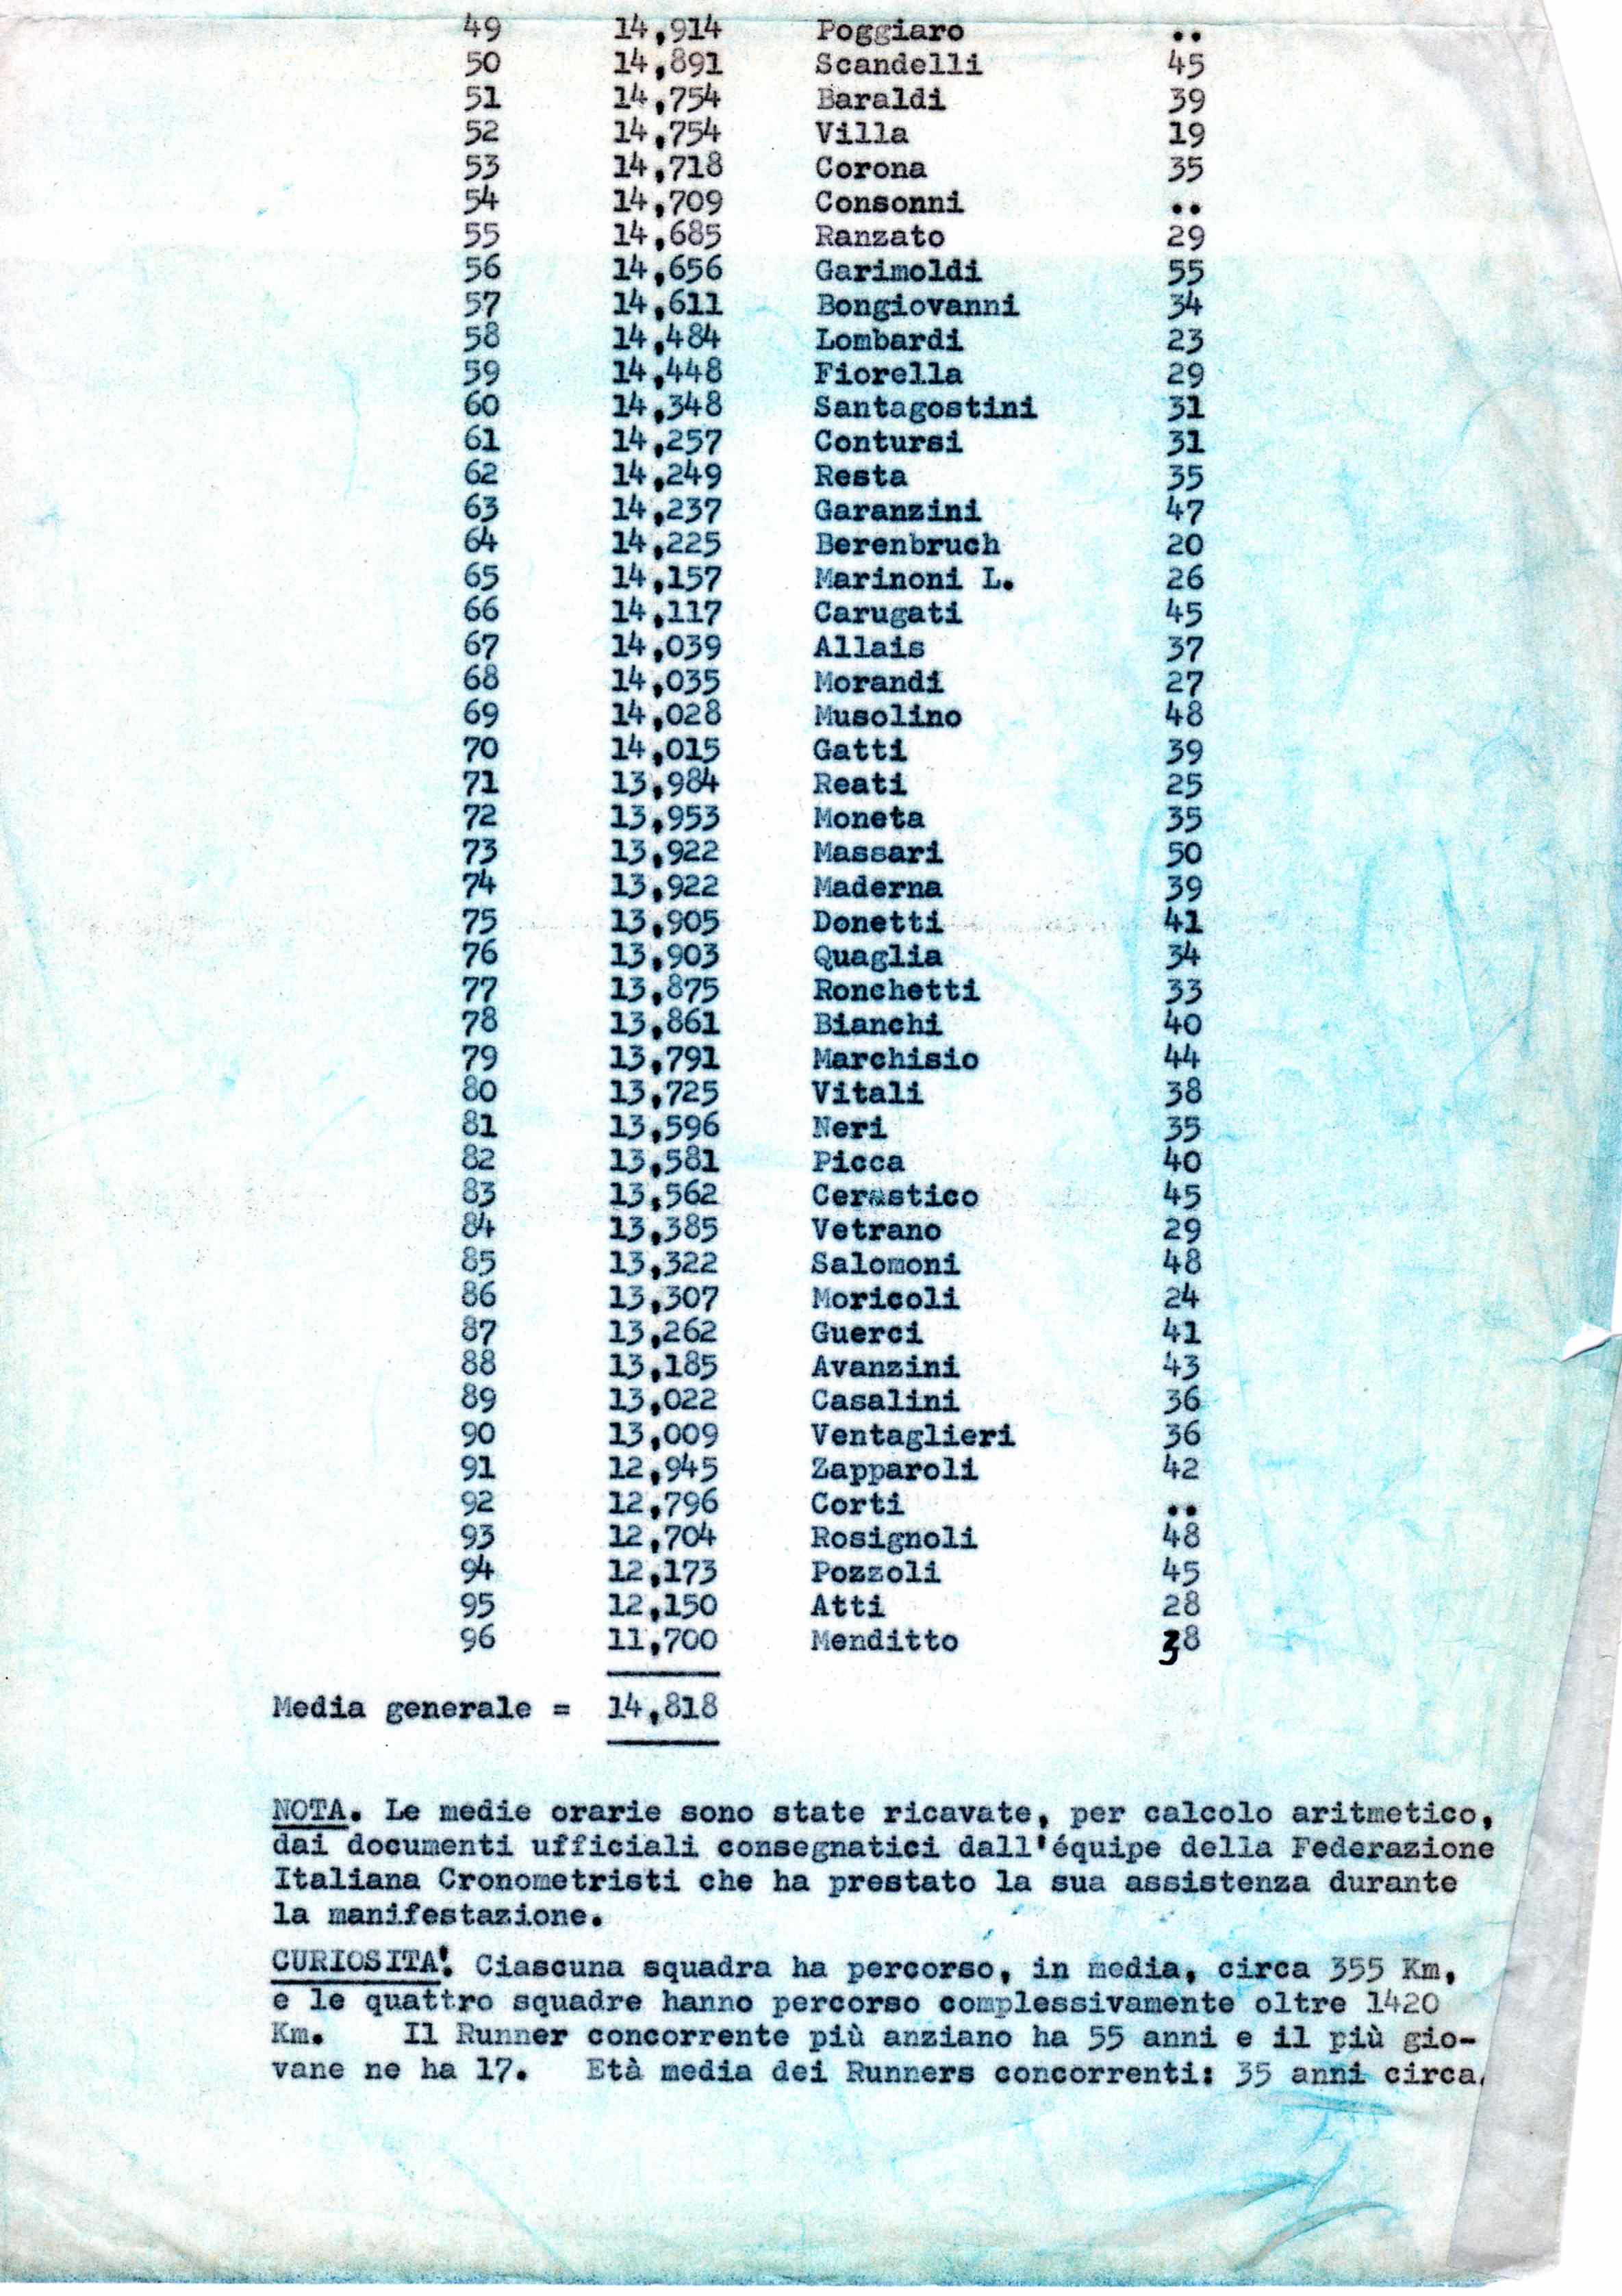 49 14,914 Poggiaro ..
50 14,891 Scandelli 45
51 14,754 Baraldi 39
52 14,754 Villa 19
53 14,718 Corona 35
54 14,709 Consonni ..
55 14,685 Ranzato 29
56 14,656 Garimoldi 55
57 14,611 Bongiovanni 34
58 14,484 Lombardi 23
59 14,448 Fiorella 29
60 14,348 Santagostini 31
61 14,257 Contursi 31
62 14,249 Resta 35
63 14,237 Garanzini 47
64 14,225 Berenbruch 20
65 14,157 Marinoni L. 26
66 14,117 Carugati 45
67 14,039 Allais 37
68 14,035 Morandi 27
69 14,028 Musolino 48
70 14,015 Gatti 39
71 13,984 Reati 25
72 13,953 Moneta 35
73 13,922 Massari 50
74 13,922 Maderna 39
75 13,905 Donetti 41
76 13,903 Quaglia 34
77 13,875 Ronchetti 33
78 13,861 Bianchi 40
79 13,791 Marchisio 44
80 13,725 Vitali 38
81 13,596 Neri 35
82 13,581 Picca 40
83 13,562 Cerastico 45
84 13,385 Vetrano 29
85 13,322 Salomoni 48
86 13,307 Moricoli 24
87 13,262 Guerci 41
88 13,185 Avanzini 43
89 13,022 Casalini 36
90 13,009 Ventaglieri 36
91 12,945 Zapparoli 42
92 12,796 Corti ..
93 12,704 Rosignoli 48
94 12,173 Pozzoli 45
95 12,150 Atti 28
96 11,700 Menditto 38
Media generale = 14,818
NOTA. Le medie orarie sono state ricavate, per calcolo aritmetico,
dai documenti ufficiali consegnatici dall'équipe della Federazione
Italiana Cronometristi che ha prestato la sua assistenza durante
la manifestazione.
CURIOSITA'. Ciascuna squadra ha percorso, in media, circa 355 Km,
e le quattro squadre hanno percorso complessivamente oltre 1420
Km. Il Runner concorrente più anziano ha 55 anni e il più gio-
vane ne ha 17. Età media dei Runners concorrenti: 35 anni circa.